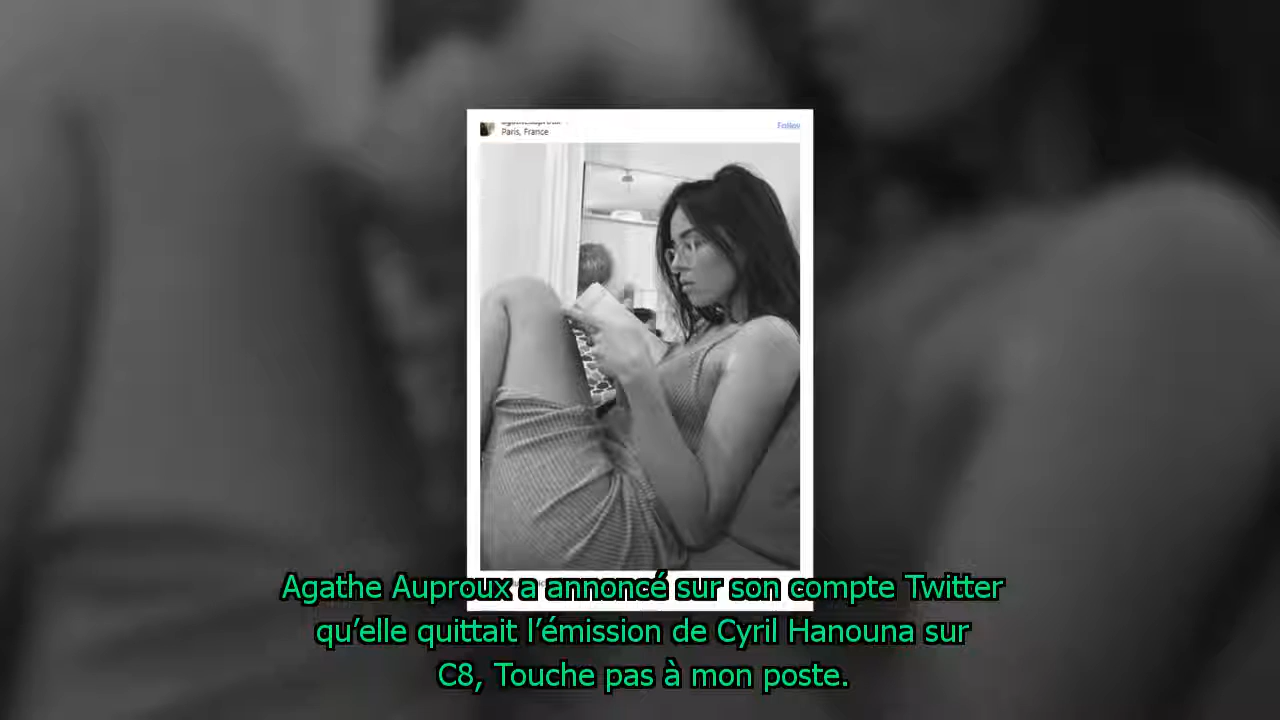 Paris, France
Follow
Agathe Auproux a annoncé sur son compte Twitter
qu’elle quittait l’émission de Cyril Hanouna sur
C8, Touche pas à mon poste.